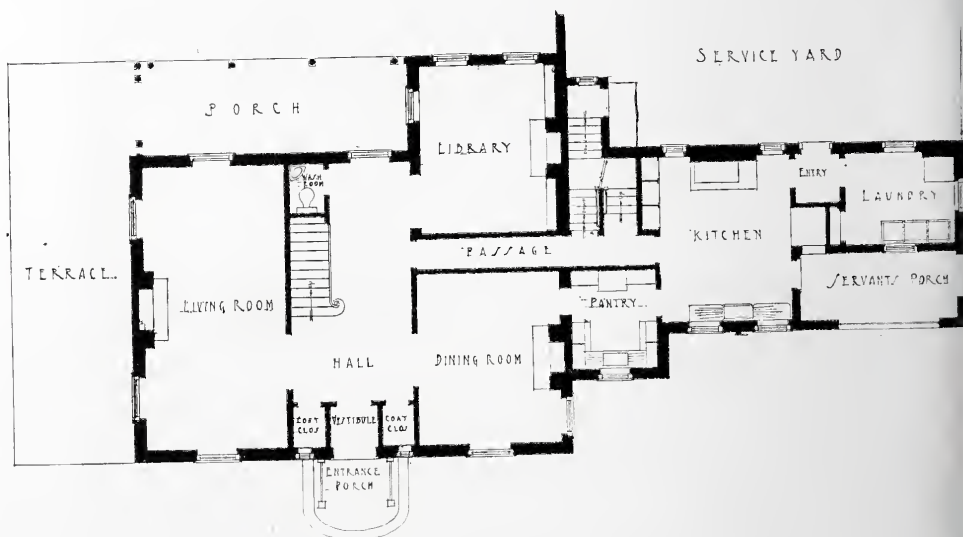 SERVICE YARD
PORCH
LIBRARY
WASH
ROOM
ENTRY
LAUNDRY
PASSAGE
KITCHEN
TERRACE
LIVING ROOM
SERVANTS PORCH
PANTRY
HALL
DINING ROOM
COAT
CLOS
VESTIBULE
COAT
CLOS
ENTRANCE
PORCH